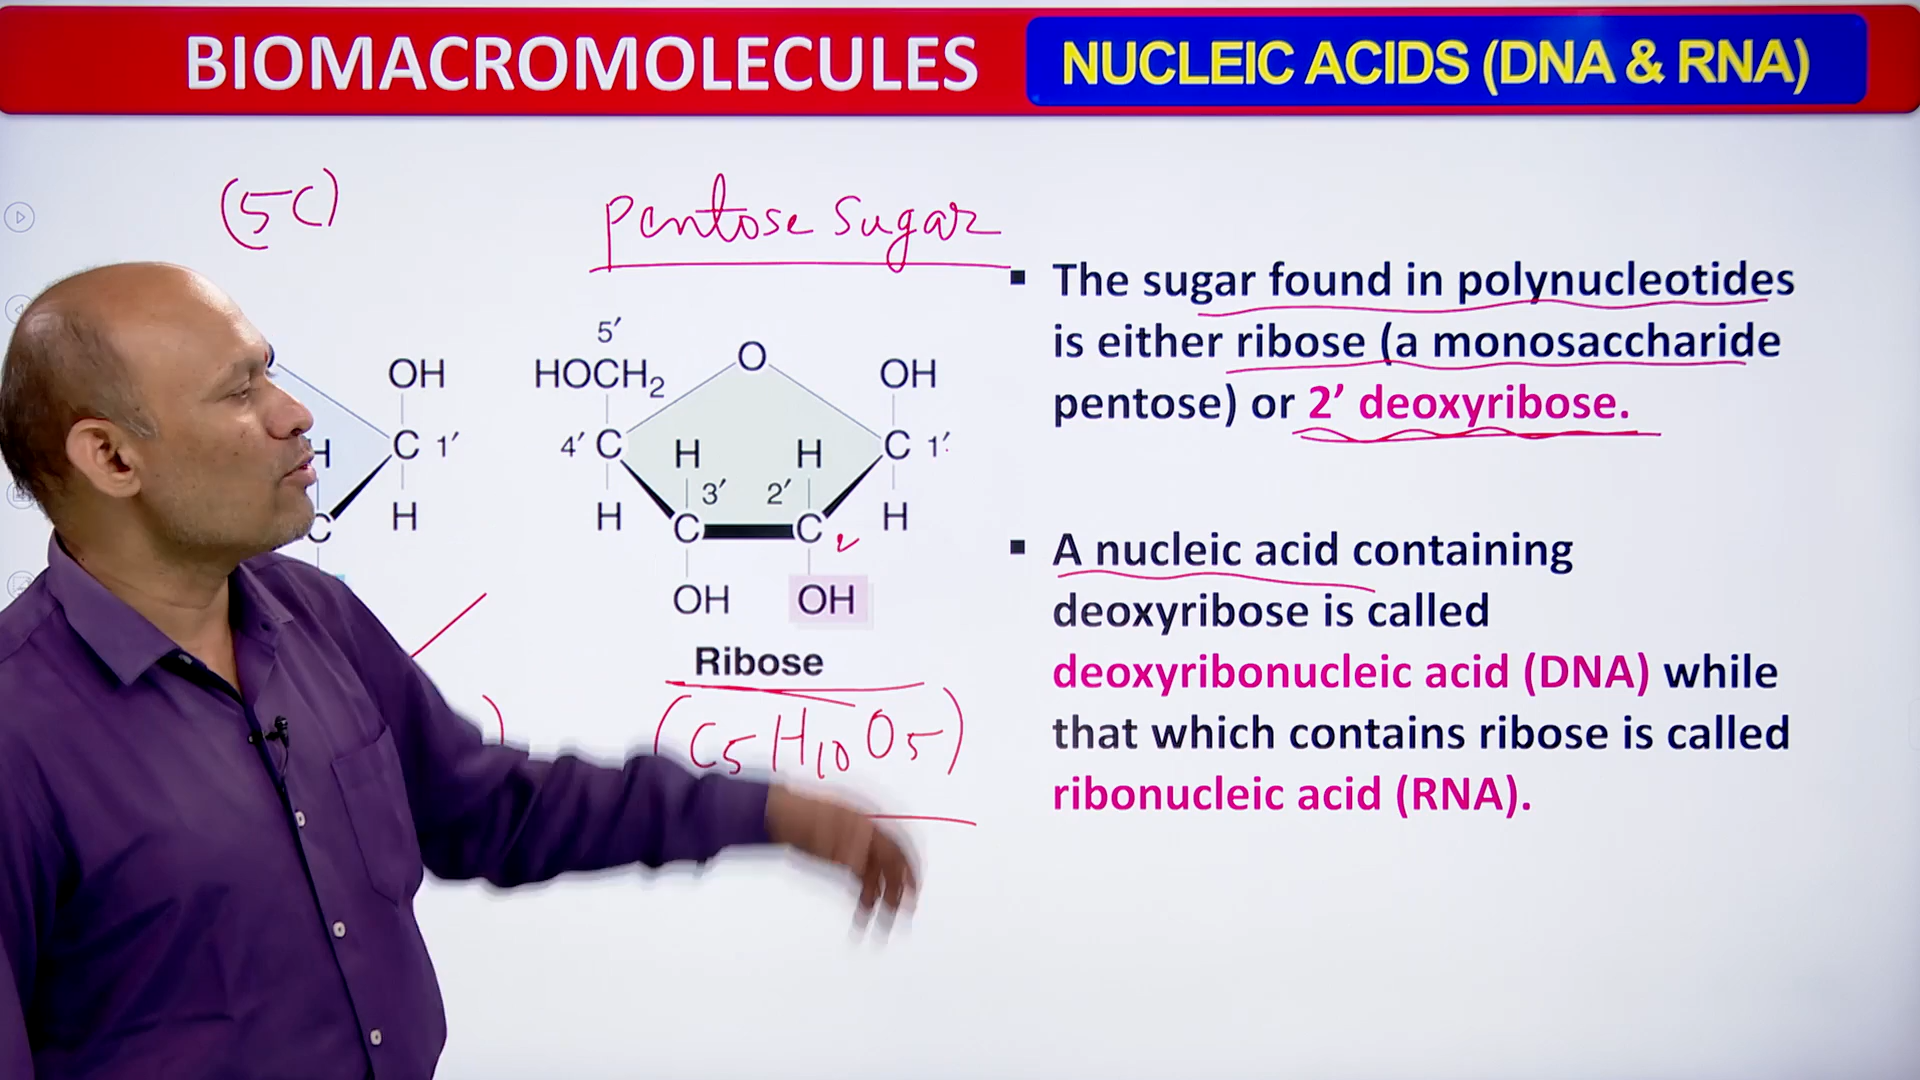 BIOMACROMOLECULES
NUCLEIC ACIDS (DNA & RNA)
(5C)
Pentose Sugar
OH
C 1′
H
H
C
5′
HOCH2
O
OH
4′ C
H
H
C 1′
3′
2′
H
C
C
2
H
OH
OH
Ribose
)
(C5H10O5)
▪ The sugar found in polynucleotides
is either ribose (a monosaccharide
pentose) or 2’ deoxyribose.
▪ A nucleic acid containing
deoxyribose is called
deoxyribonucleic acid (DNA) while
that which contains ribose is called
ribonucleic acid (RNA).